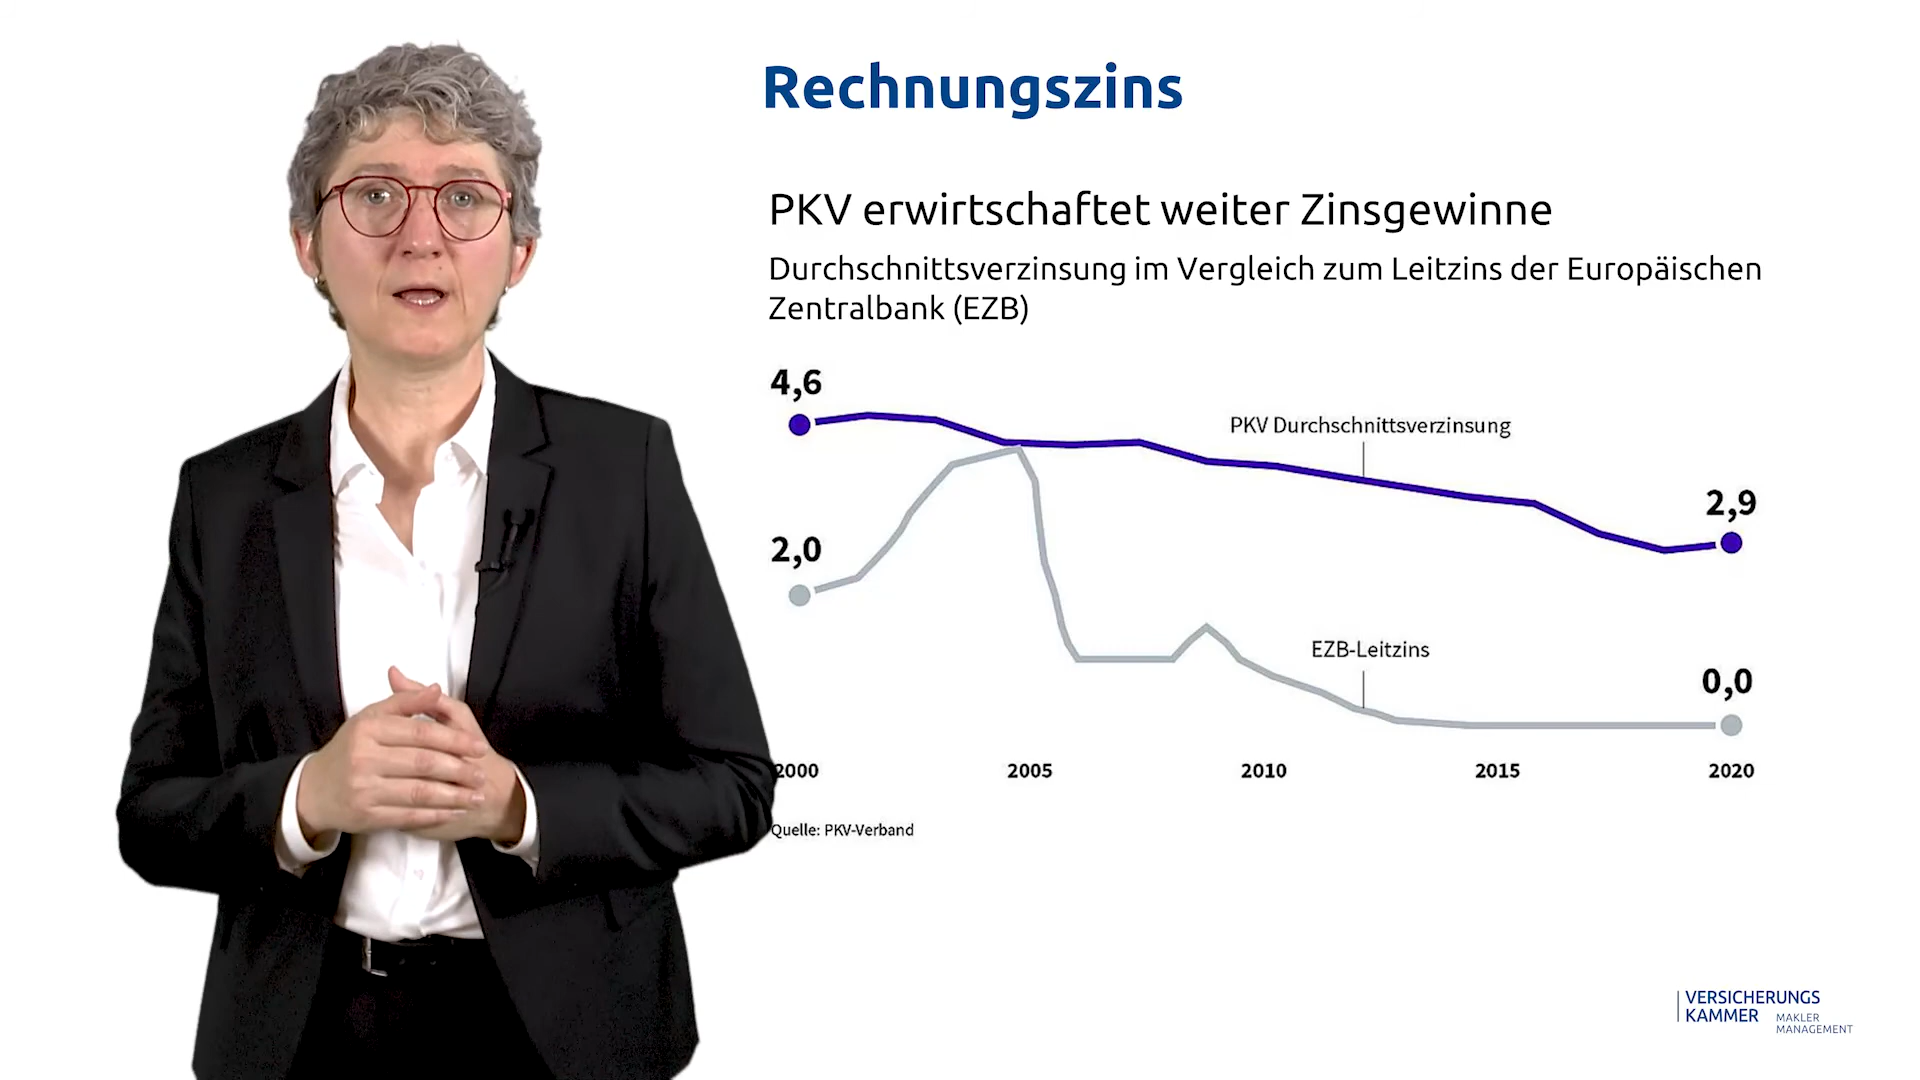 Rechnungszins
PKV erwirtschaftet weiter Zinsgewinne
Durchschnittsverzinsung im Vergleich zum Leitzins der Europäischen
Zentralbank (EZB)
4,6
PKV Durchschnittsverzinsung
2,9
2,0
EZB-Leitzins
0,0
2000 2005 2010 2015 2020
Quelle: PKV-Verband
VERSICHERUNGS
KAMMER MAKLER
MANAGEMENT